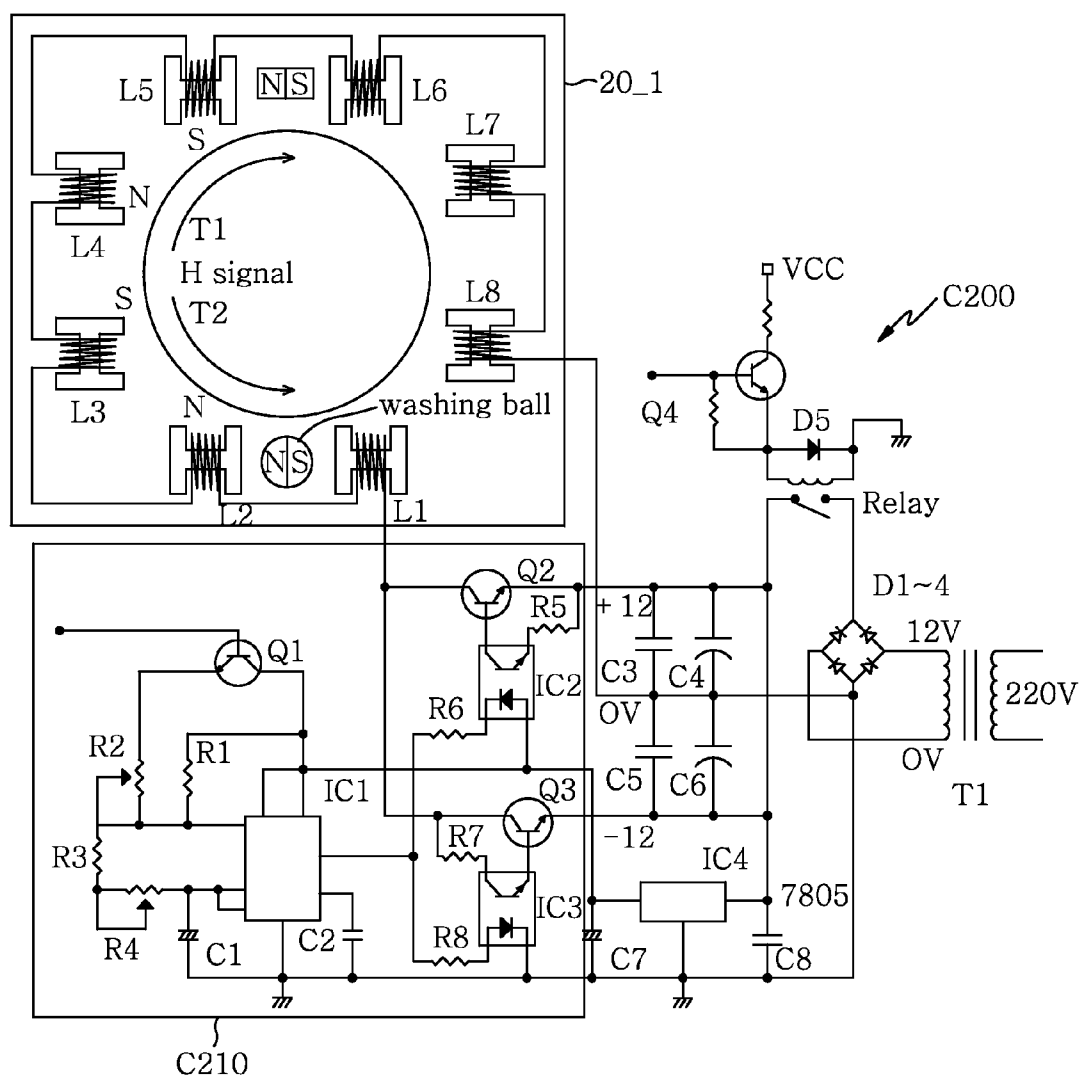 L5
N S
L6
20_1
L7
S
N
L4
T1
H signal
T2
L8
S
L3
N
washing ball
N S
L2
L1
VCC
C200
Q4
D5
Relay
Q2
R5
+12
D1~4
12V
Q1
IC2
C3
C4
220V
R6
0V
R2
R1
0V
IC1
C5
C6
T1
Q3
R7
-12
R3
IC4
7805
IC3
R4
C1
C2
R8
C7
C8
C210